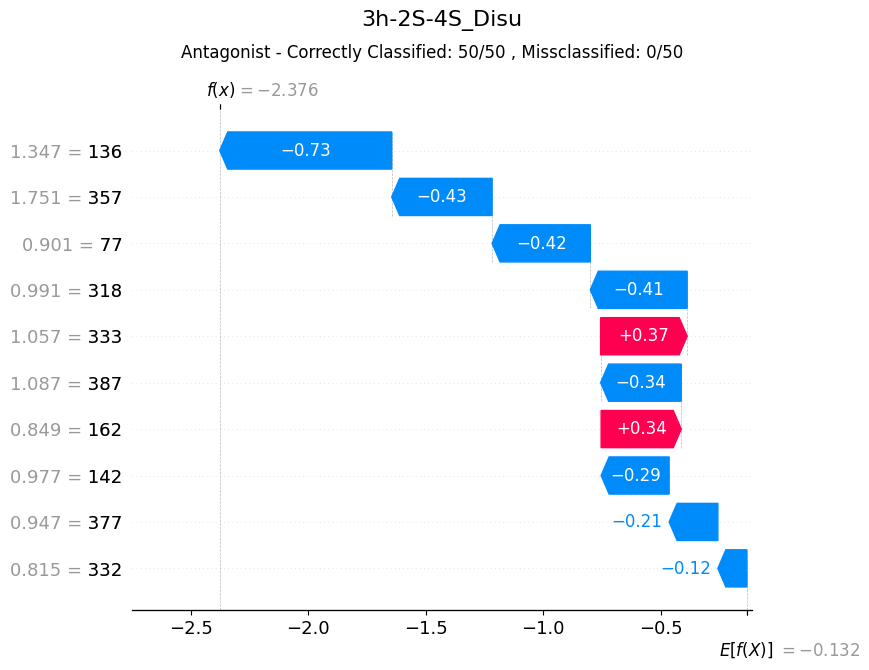 3h-2S-4S_Disu
Antagonist - Correctly Classified: 50/50 , Missclassified: 0/50
f(x) = −2.376
1.347 = 136 −0.73
1.751 = 357 −0.43
0.901 = 77 −0.42
0.991 = 318 −0.41
1.057 = 333 +0.37
1.087 = 387 −0.34
0.849 = 162 +0.34
0.977 = 142 −0.29
0.947 = 377 −0.21
0.815 = 332 −0.12
−2.5 −2.0 −1.5 −1.0 −0.5
E[f(X)] = −0.132